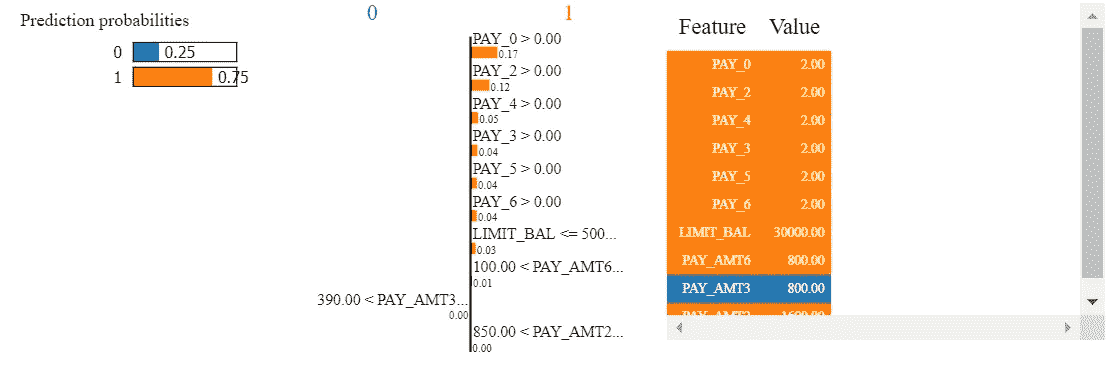 Prediction probabilities
0 0.25
1 0.75
0 1
PAY_0 > 0.00
0.17
PAY_2 > 0.00
0.12
PAY_4 > 0.00
0.05
PAY_3 > 0.00
0.04
PAY_5 > 0.00
0.04
PAY_6 > 0.00
0.04
LIMIT_BAL <= 500...
0.03
100.00 < PAY_AMT6...
0.01
390.00 < PAY_AMT3...
0.00
850.00 < PAY_AMT2...
0.00
Feature Value
PAY_0 2.00
PAY_2 2.00
PAY_4 2.00
PAY_3 2.00
PAY_5 2.00
PAY_6 2.00
LIMIT_BAL 30000.00
PAY_AMT6 800.00
PAY_AMT3 800.00
PAY_AMT2 1600.00